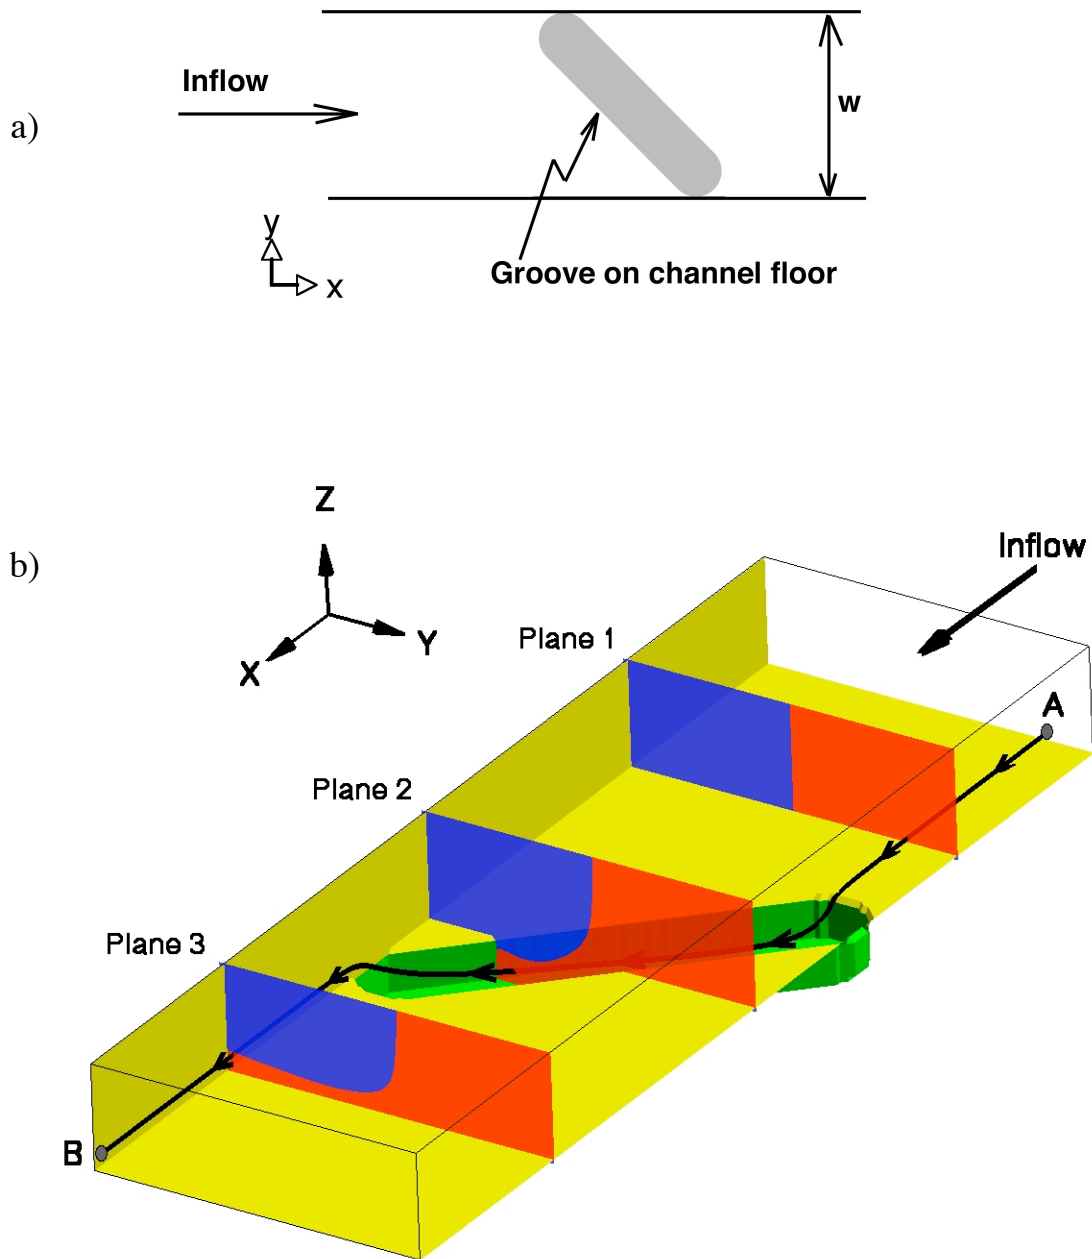 a)
Inflow
w
y
x
Groove on channel floor
b)
Z
Y
X
Inflow
Plane 1
A
Plane 2
Plane 3
B